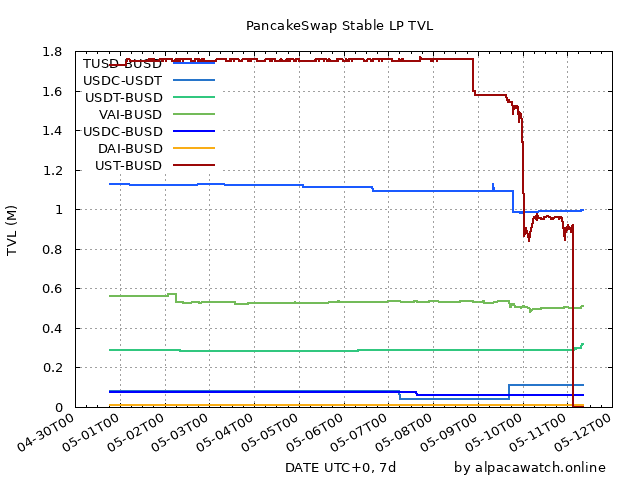 PancakeSwap Stable LP TVL
1.8
1.6
1.4
1.2
1
0.8
0.6
0.4
0.2
0
TVL (M)
TUSD-BUSD
USDC-USDT
USDT-BUSD
VAI-BUSD
USDC-BUSD
DAI-BUSD
UST-BUSD
04-30T00
05-01T00
05-02T00
05-03T00
05-04T00
05-05T00
05-06T00
05-07T00
05-08T00
05-09T00
05-10T00
05-11T00
05-12T00
DATE UTC+0, 7d
by alpacawatch.online